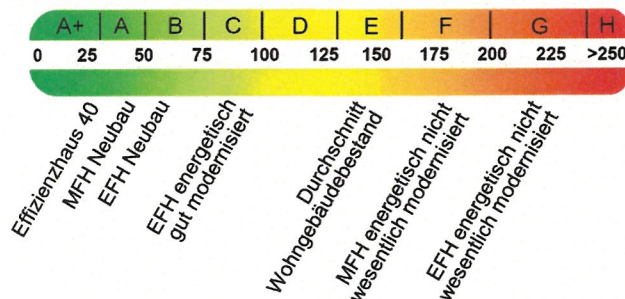 A+ A B C D E F G H
0 25 50 75 100 125 150 175 200 225 >250
Effizienzhaus 40
MFH Neubau
EFH Neubau
EFH energetisch
gut modernisiert
Durchschnitt
Wohngebäudebestand
MFH energetisch nicht
wesentlich modernisiert
EFH energetisch nicht
wesentlich modernisiert